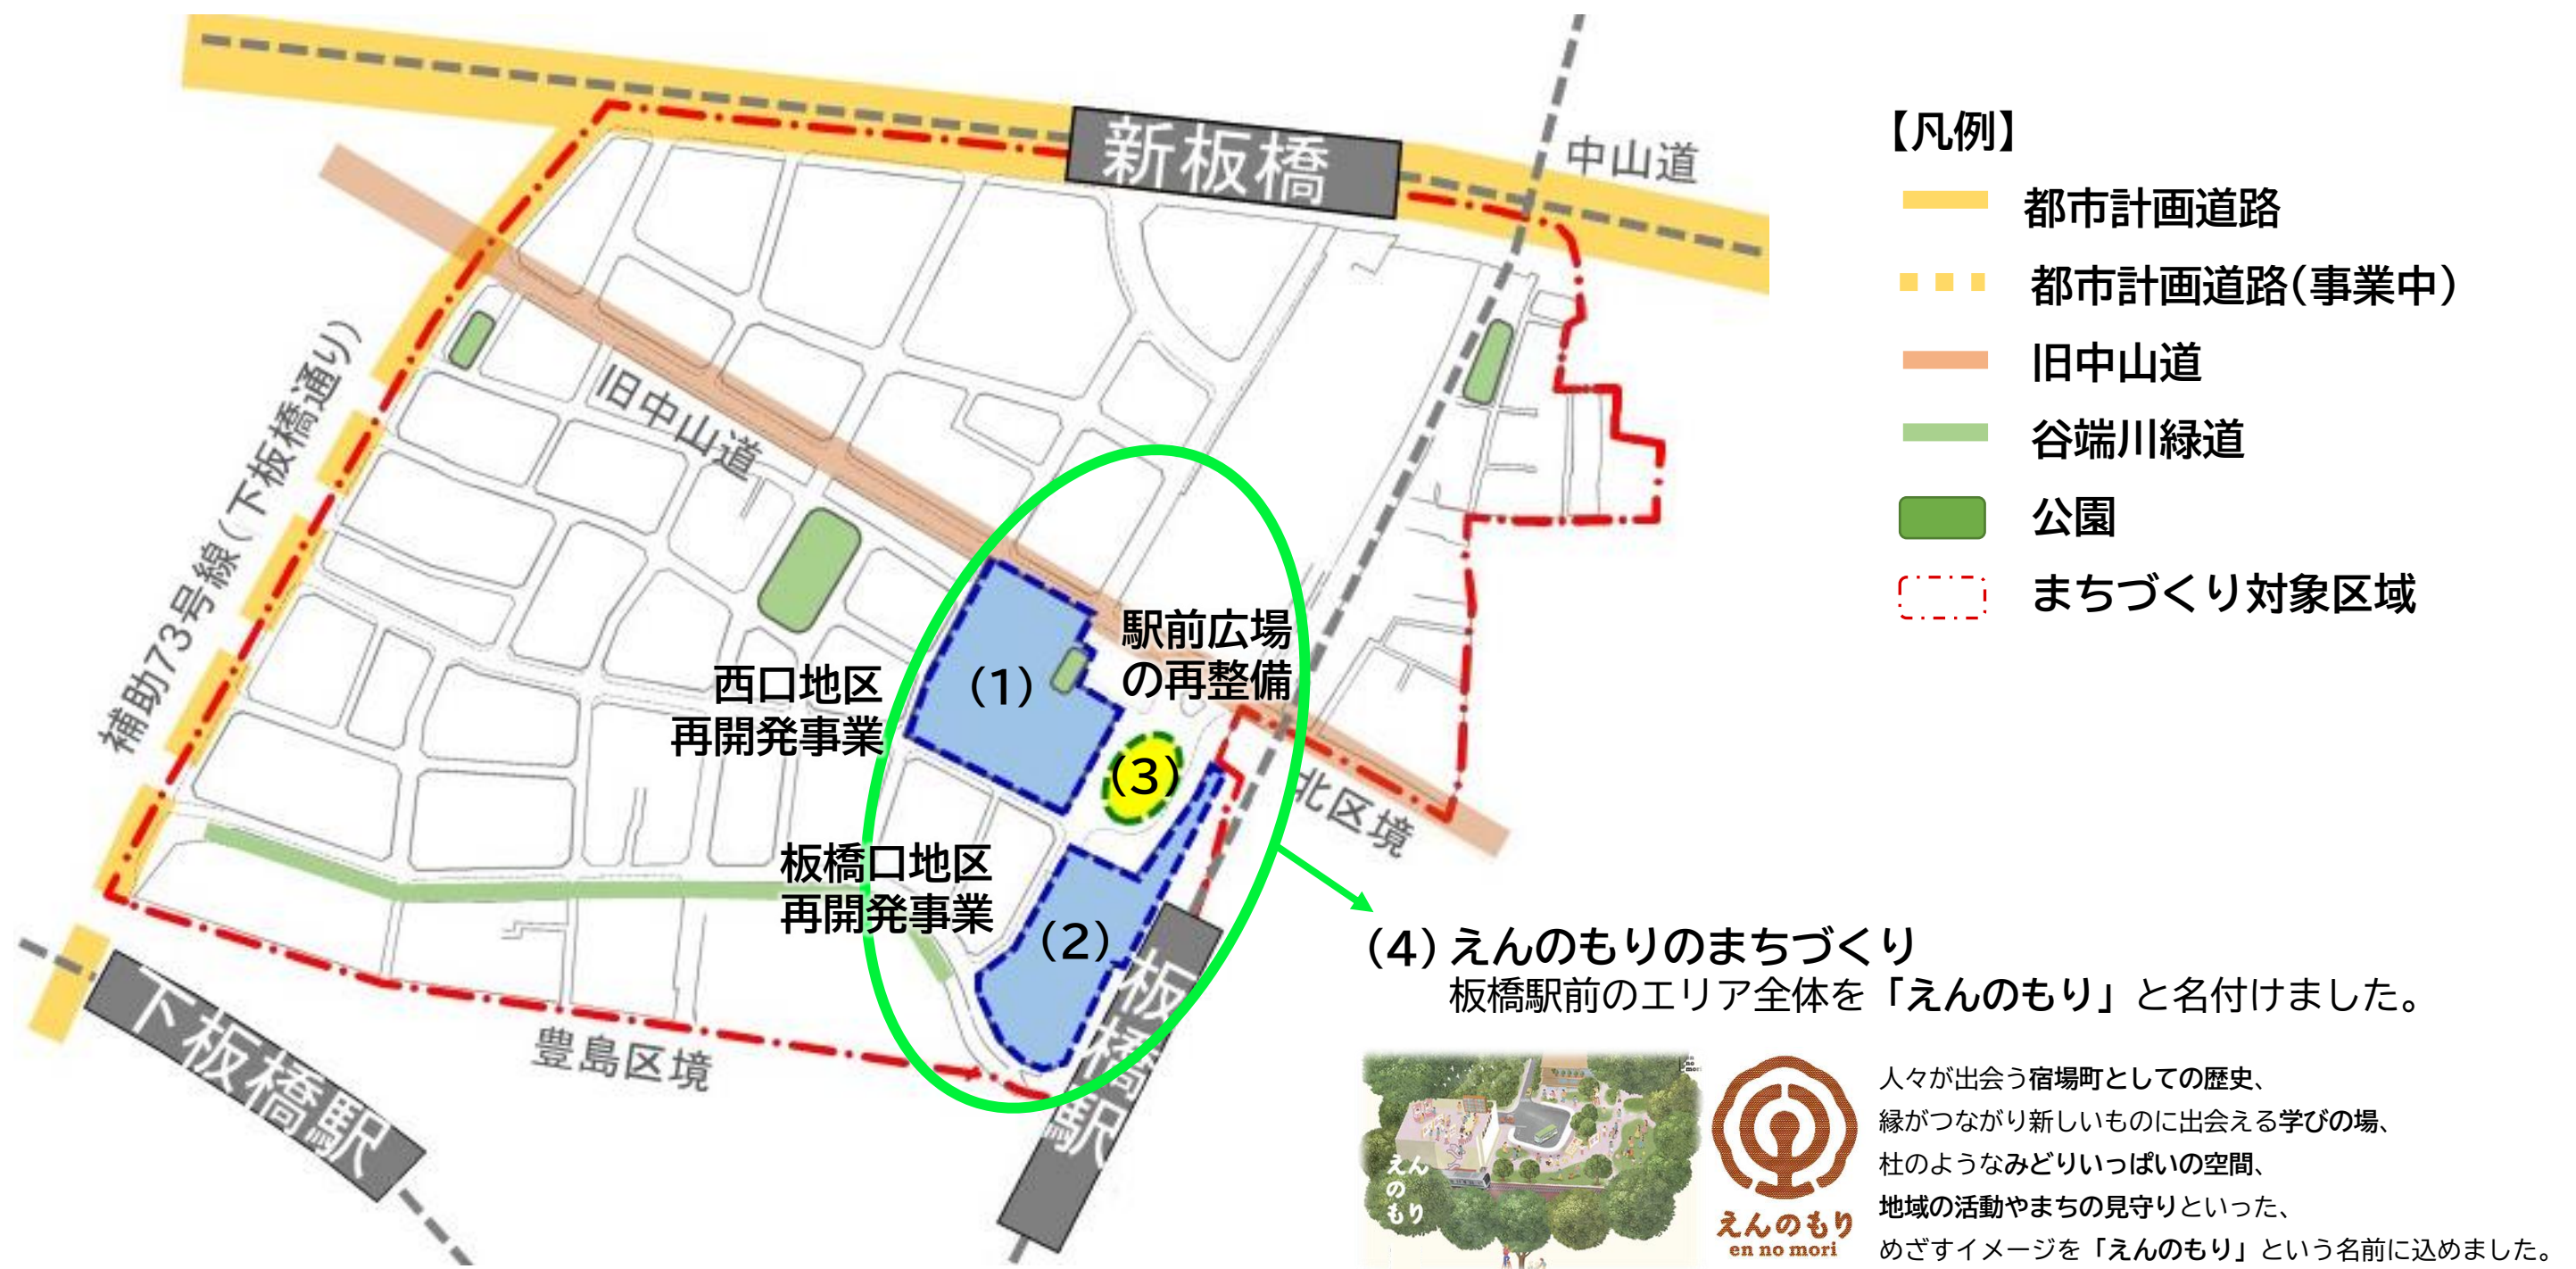 新板橋
中山道
旧中山道
補助73号線(下板橋通り)
西口地区
再開発事業
(1)
駅前広場
の再整備
(3)
板橋口地区
再開発事業
(2)
北区境
豊島区境
下板橋駅
板橋駅
【凡例】
都市計画道路
都市計画道路(事業中)
旧中山道
谷端川緑道
公園
まちづくり対象区域
(4)えんのもりのまちづくり
板橋駅前のエリア全体を「えんのもり」と名付けました。
えん
の
もり
en
no
mori
えんのもり
en no mori
人々が出会う宿場町としての歴史、
縁がつながり新しいものに出会える学びの場、
杜のようなみどりいっぱいの空間、
地域の活動やまちの見守りといった、
めざすイメージを「えんのもり」という名前に込めました。